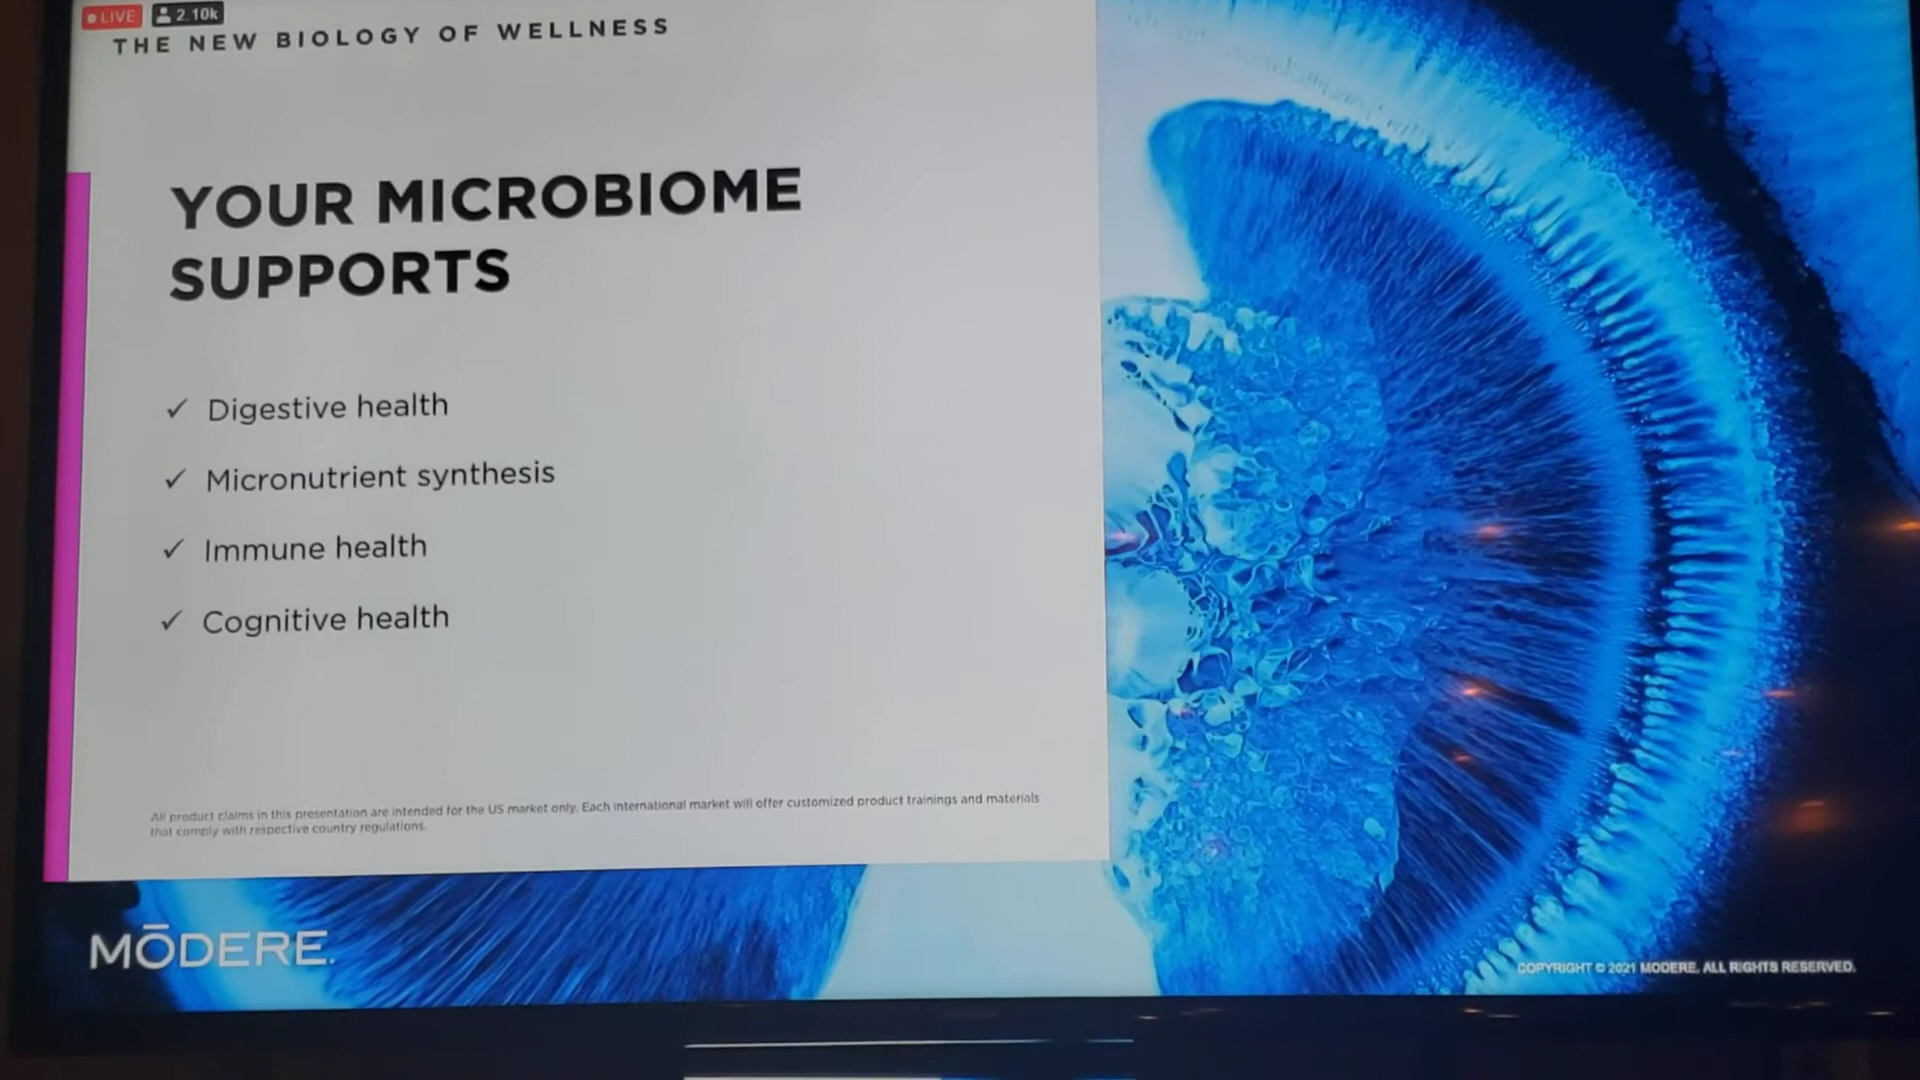 LIVE 2.10k
THE NEW BIOLOGY OF WELLNESS
YOUR MICROBIOME
SUPPORTS
✓ Digestive health
✓ Micronutrient synthesis
✓ Immune health
✓ Cognitive health
All product claims in this presentation are intended for the US market only. Each international market will offer customized product trainings and materials
that comply with respective country regulations.
MŌDERE.
COPYRIGHT © 2021 MODERE. ALL RIGHTS RESERVED.